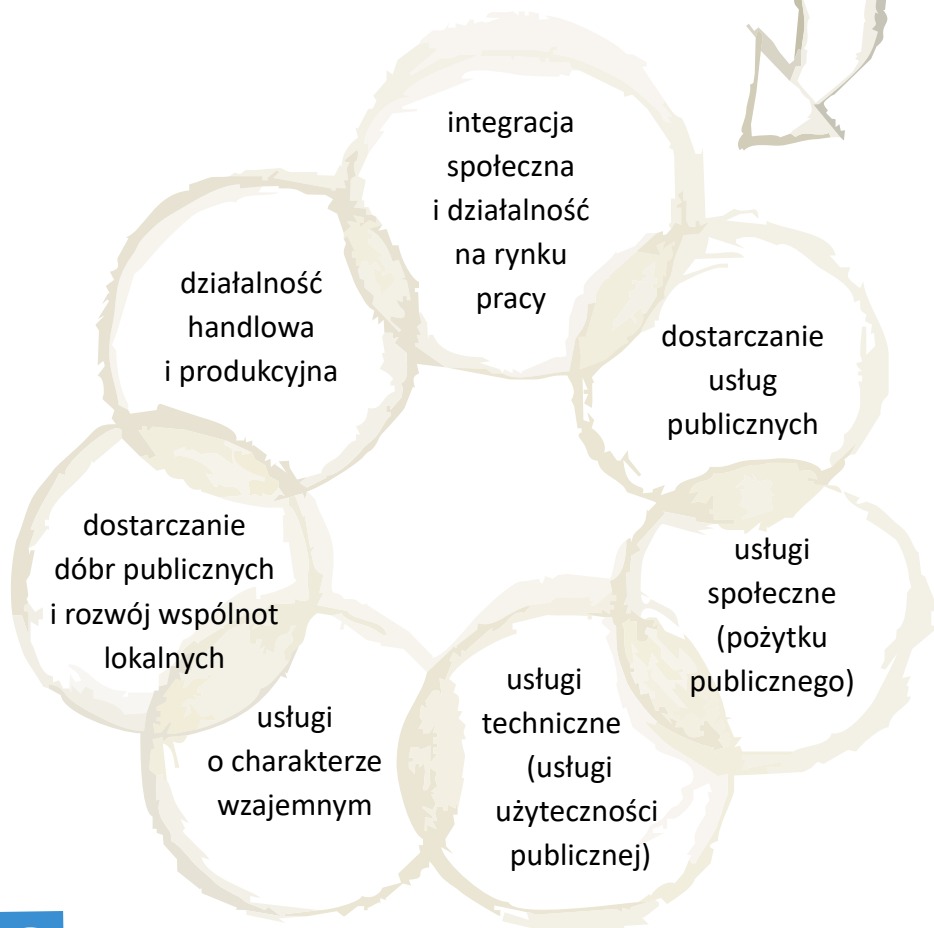 integracja
społeczna
i działalność
na rynku
pracy
dostarczanie
usług
publicznych
usługi
społeczne
(pożytku
publicznego)
usługi
techniczne
(usługi
użyteczności
publicznej)
usługi
o charakterze
wzajemnym
dostarczanie
dóbr publicznych
i rozwój wspólnot
lokalnych
działalność
handlowa
i produkcyjna